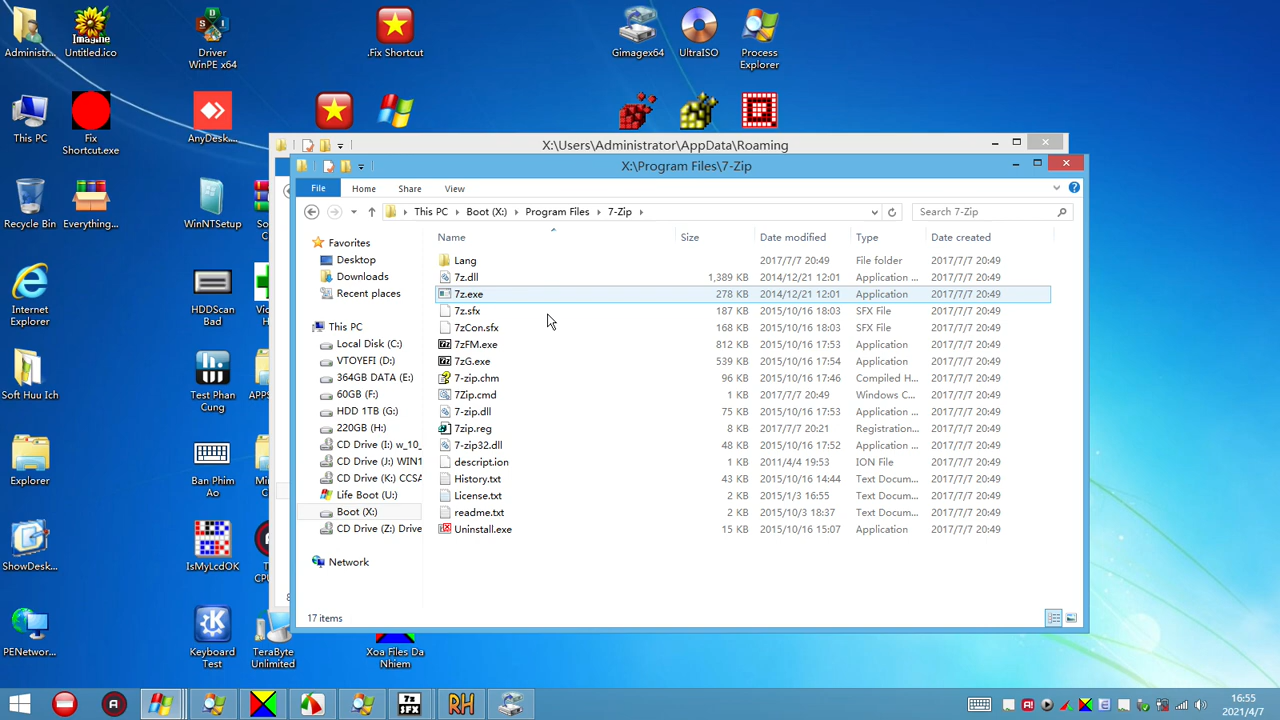 Administr...
Untitled.ico
Driver
WinPE x64
.Fix Shortcut
Gimagex64
UltraISO
Process
Explorer
This PC
Fix
Shortcut.exe
AnyDesk...
Recycle Bin
Everything...
WinNTSetup
Internet
Explorer
HDDScan
Bad
Soft Huu Ich
Test Phan
Cung
Explorer
Ban Phim
Ao
ShowDesk...
IsMyLcdOK
PENetwor...
Keyboard
Test
TeraByte
Unlimited
Xoa Files Da
Nhiem
X:\Users\Administrator\AppData\Roaming
X:\Program Files\7-Zip
File
Home
Share
View
This PC
Boot (X:)
Program Files
7-Zip
Search 7-Zip
Favorites
Desktop
Downloads
Recent places
This PC
Local Disk (C:)
VTOYEFI (D:)
364GB DATA (E:)
60GB (F:)
HDD 1TB (G:)
220GB (H:)
CD Drive (I:) w_10_
CD Drive (J:) WIN1
CD Drive (K:) CCSA
Life Boot (U:)
Boot (X:)
CD Drive (Z:) Drive
Network
Name Size Date modified Type Date created
Lang 2017/7/7 20:49 File folder 2017/7/7 20:49
7z.dll 1,389 KB 2014/12/21 12:01 Application ... 2017/7/7 20:49
7z.exe 278 KB 2014/12/21 12:01 Application 2017/7/7 20:49
7z.sfx 187 KB 2015/10/16 18:03 SFX File 2017/7/7 20:49
7zCon.sfx 168 KB 2015/10/16 18:03 SFX File 2017/7/7 20:49
7zFM.exe 812 KB 2015/10/16 17:53 Application 2017/7/7 20:49
7zG.exe 539 KB 2015/10/16 17:54 Application 2017/7/7 20:49
7-zip.chm 96 KB 2015/10/16 17:46 Compiled H... 2017/7/7 20:49
7Zip.cmd 1 KB 2017/7/7 20:49 Windows C... 2017/7/7 20:49
7-zip.dll 75 KB 2015/10/16 17:53 Application ... 2017/7/7 20:49
7zip.reg 8 KB 2017/7/7 20:21 Registration... 2017/7/7 20:49
7-zip32.dll 48 KB 2015/10/16 17:52 Application ... 2017/7/7 20:49
descript.ion 1 KB 2011/4/4 19:53 ION File 2017/7/7 20:49
History.txt 43 KB 2015/10/16 14:44 Text Docum... 2017/7/7 20:49
License.txt 2 KB 2015/1/3 16:55 Text Docum... 2017/7/7 20:49
readme.txt 2 KB 2015/10/3 18:37 Text Docum... 2017/7/7 20:49
Uninstall.exe 15 KB 2015/10/16 15:07 Application 2017/7/7 20:49
17 items
7z
SFX
RH
16:55
2021/4/7